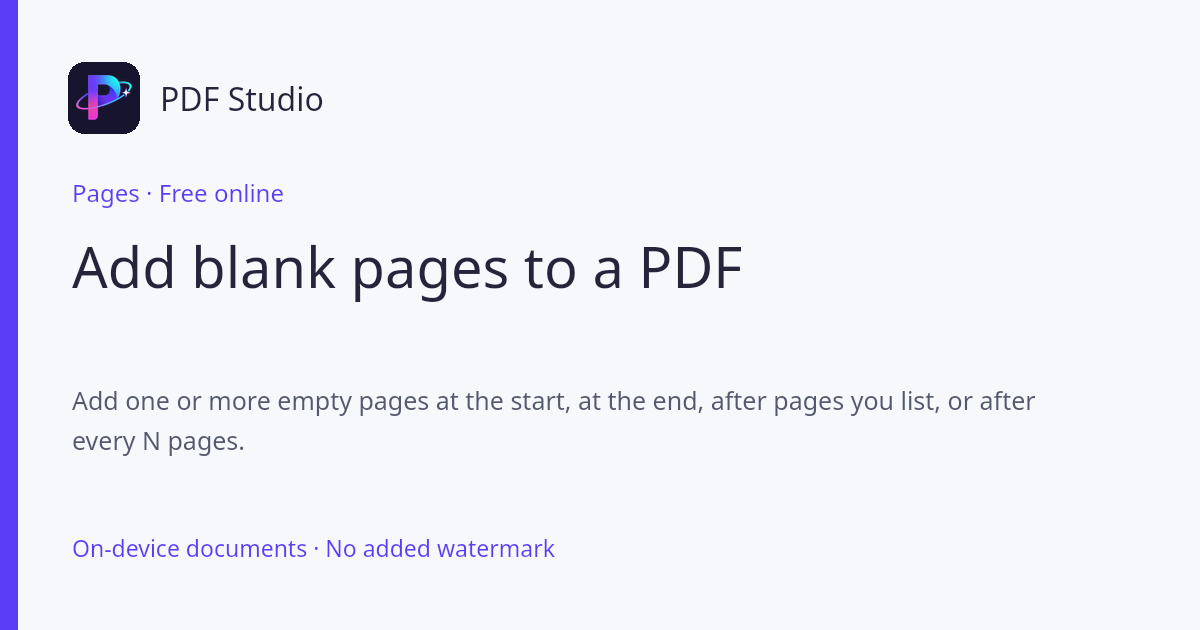 PDF Studio
Pages · Free online
Add blank pages to a PDF
Add one or more empty pages at the start, at the end, after pages you list, or after
every N pages.
On-device documents · No added watermark